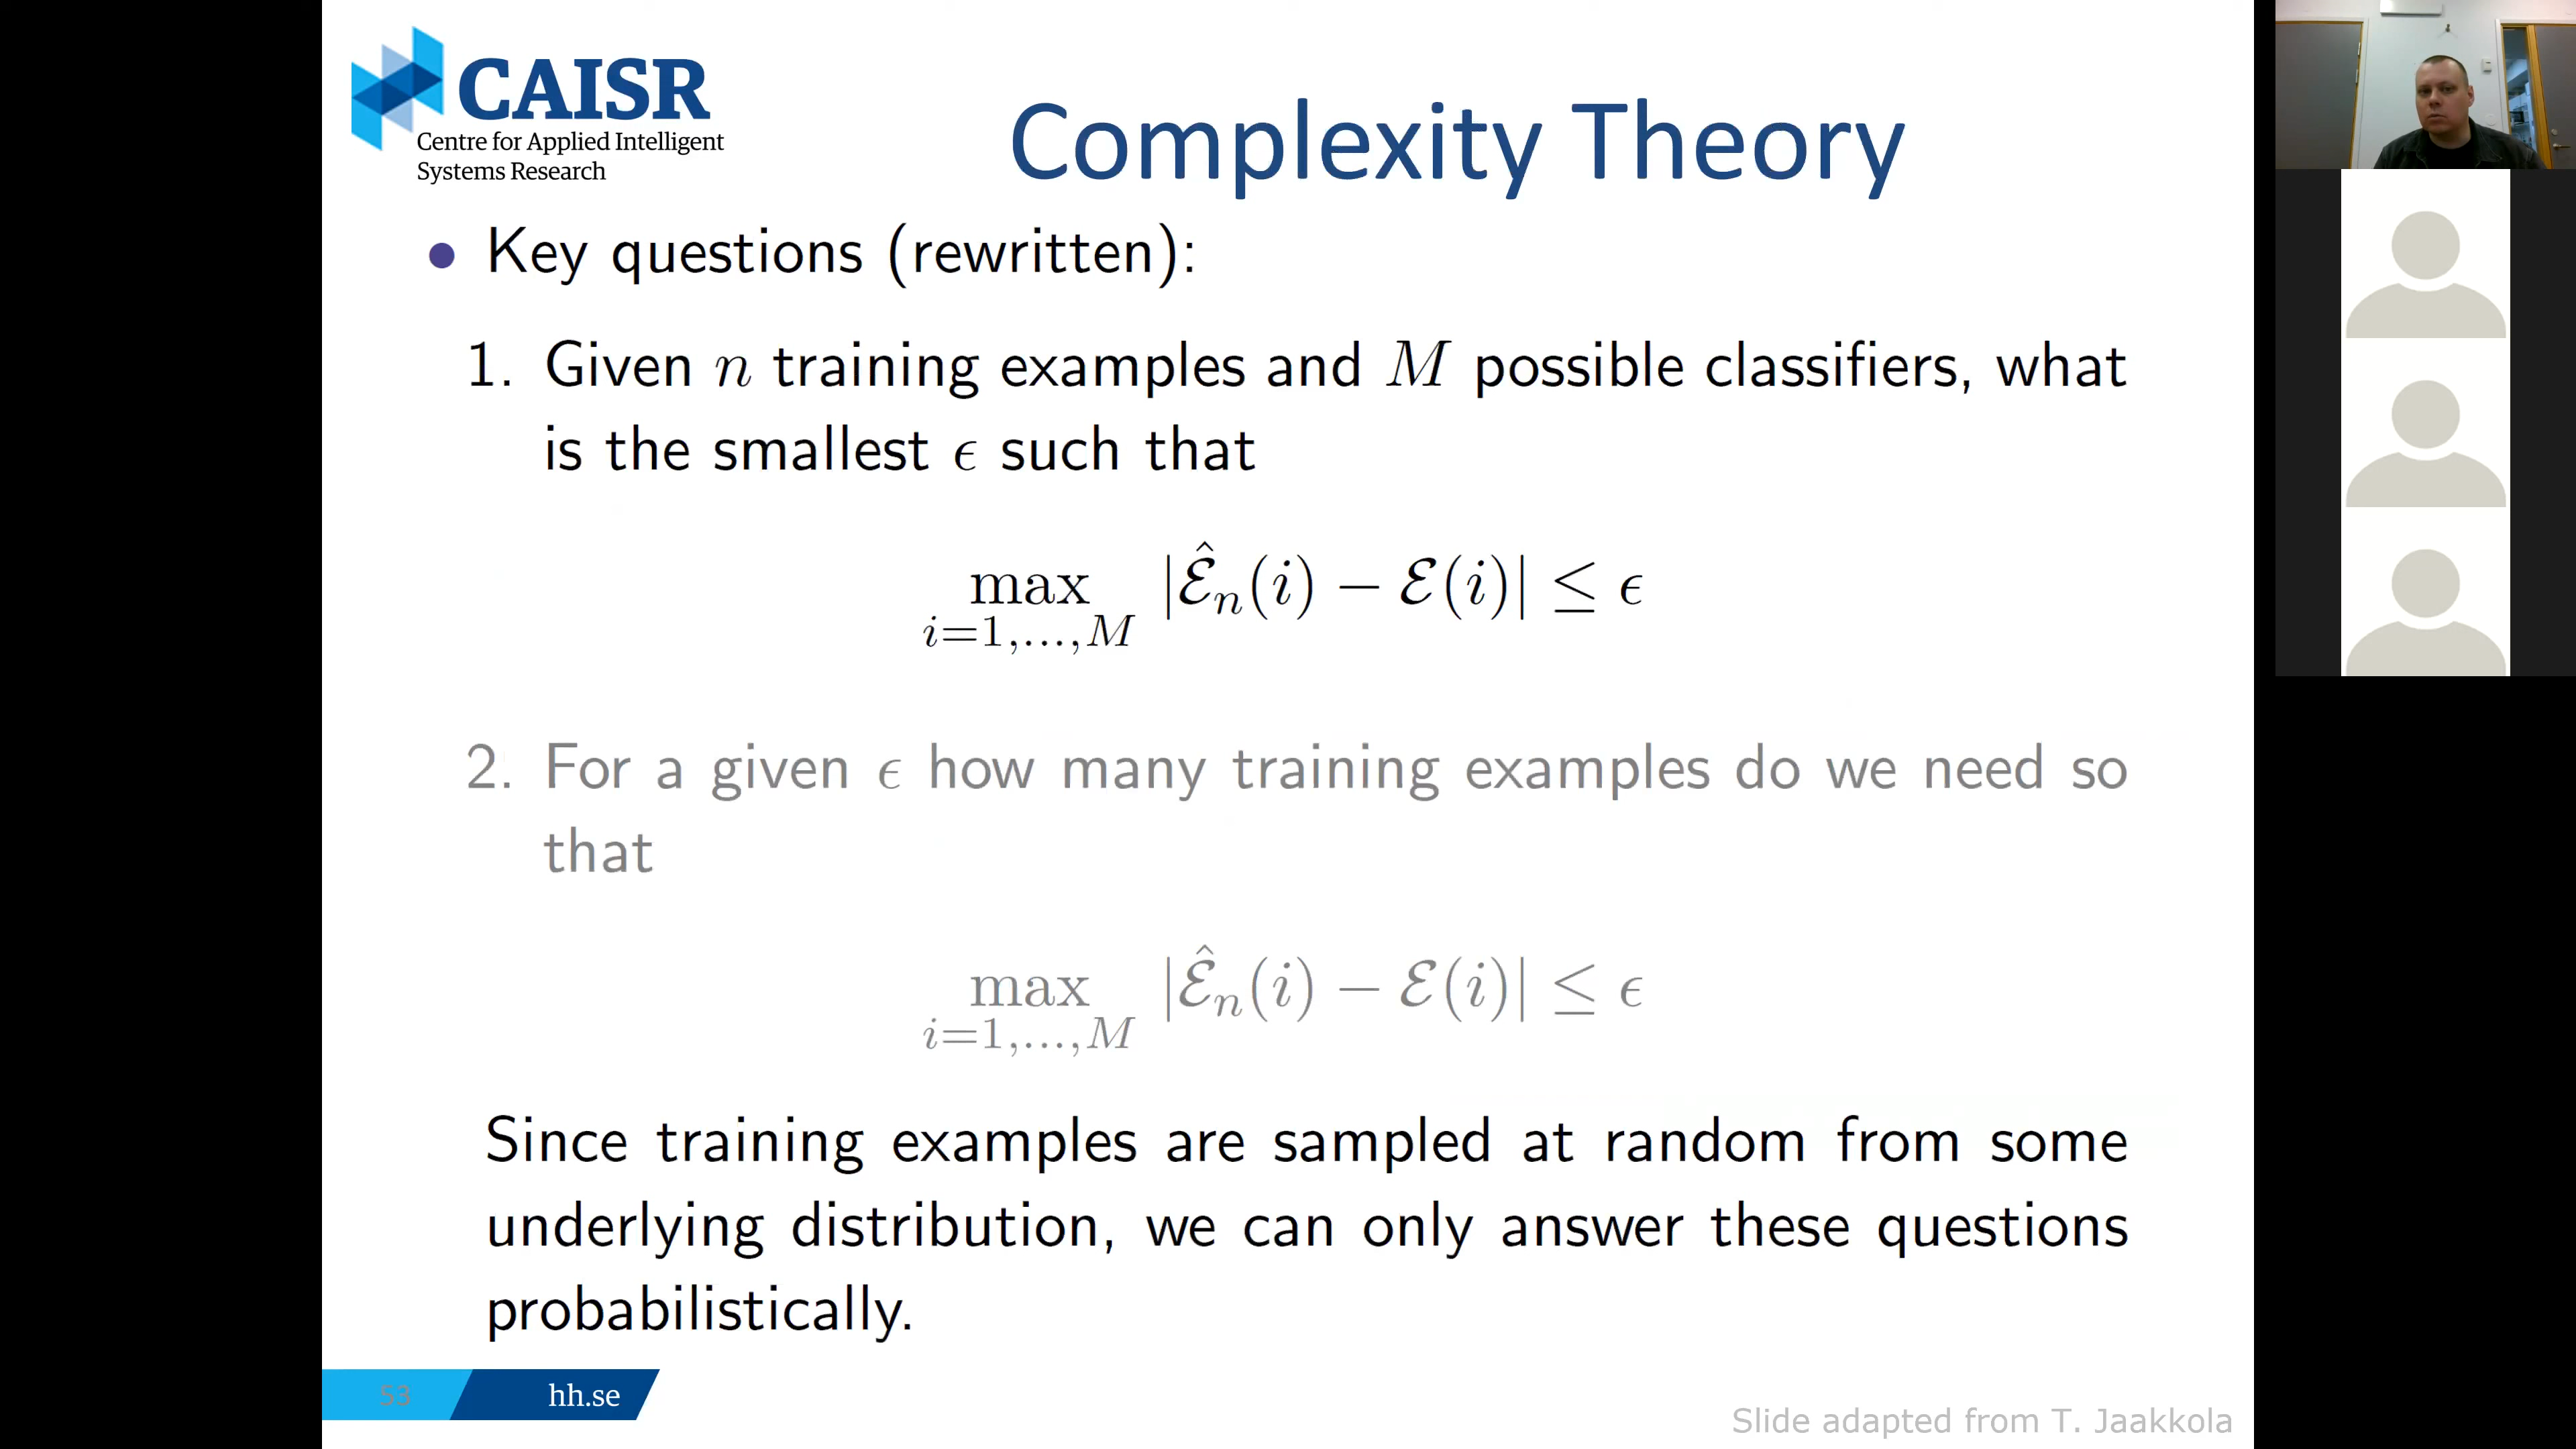 CAISR
Centre for Applied Intelligent
Systems Research
Complexity Theory
• Key questions (rewritten):
1. Given n training examples and M possible classifiers, what
is the smallest ϵ such that
max |Ê_n(i) − E(i)| ≤ ϵ
i=1,...,M
2. For a given ϵ how many training examples do we need so
that
max |Ê_n(i) − E(i)| ≤ ϵ
i=1,...,M
Since training examples are sampled at random from some
underlying distribution, we can only answer these questions
probabilistically.
53
hh.se
Slide adapted from T. Jaakkola